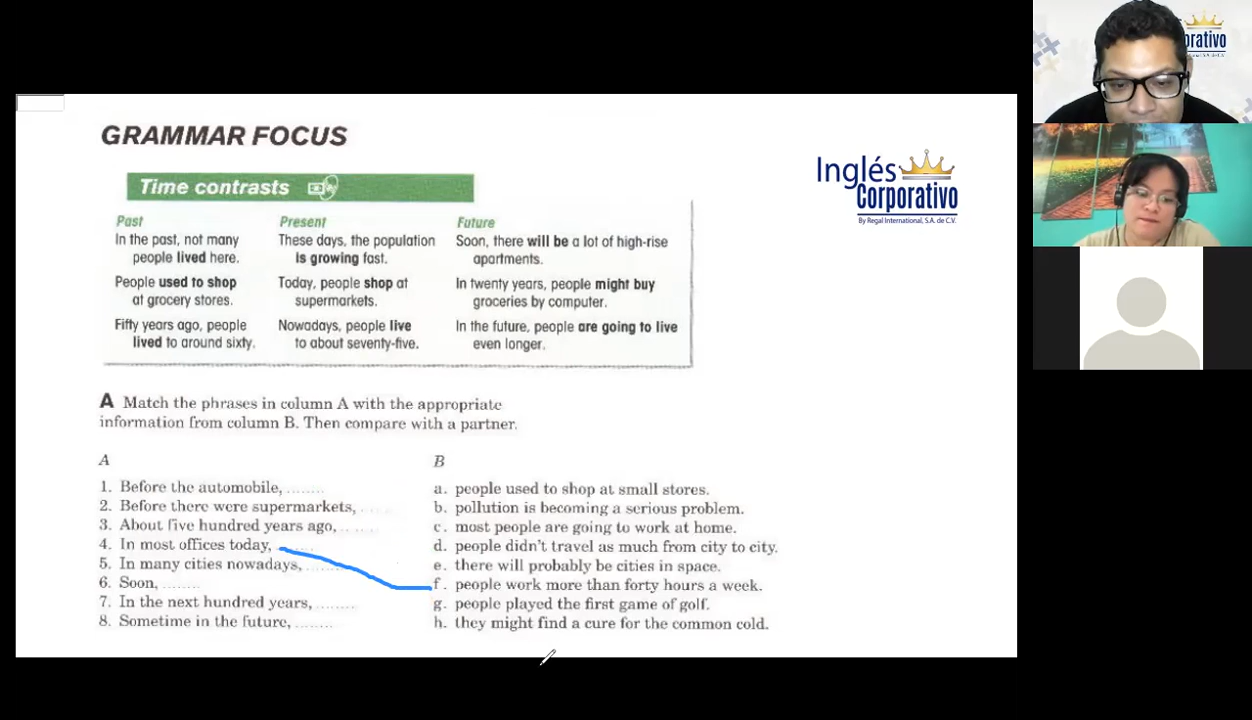 GRAMMAR FOCUS
Time contrasts
Past
In the past, not many
people lived here.
People used to shop
at grocery stores.
Fifty years ago, people
lived to around sixty.
Present
These days, the population
is growing fast.
Today, people shop at
supermarkets.
Nowadays, people live
to about seventy-five.
Future
Soon, there will be a lot of high-rise
apartments.
In twenty years, people might buy
groceries by computer.
In the future, people are going to live
even longer.
Inglés
Corporativo
By Regal International, S.A. de C.V.
A Match the phrases in column A with the appropriate
information from column B. Then compare with a partner.
A
1. Before the automobile, ........
2. Before there were supermarkets,
3. About five hundred years ago,
4. In most offices today,
5. In many cities nowadays,
6. Soon, ........
7. In the next hundred years, ........
8. Sometime in the future, ........
B
a. people used to shop at small stores.
b. pollution is becoming a serious problem.
c. most people are going to work at home.
d. people didn't travel as much from city to city.
e. there will probably be cities in space.
f. people work more than forty hours a week.
g. people played the first game of golf.
h. they might find a cure for the common cold.
orativo